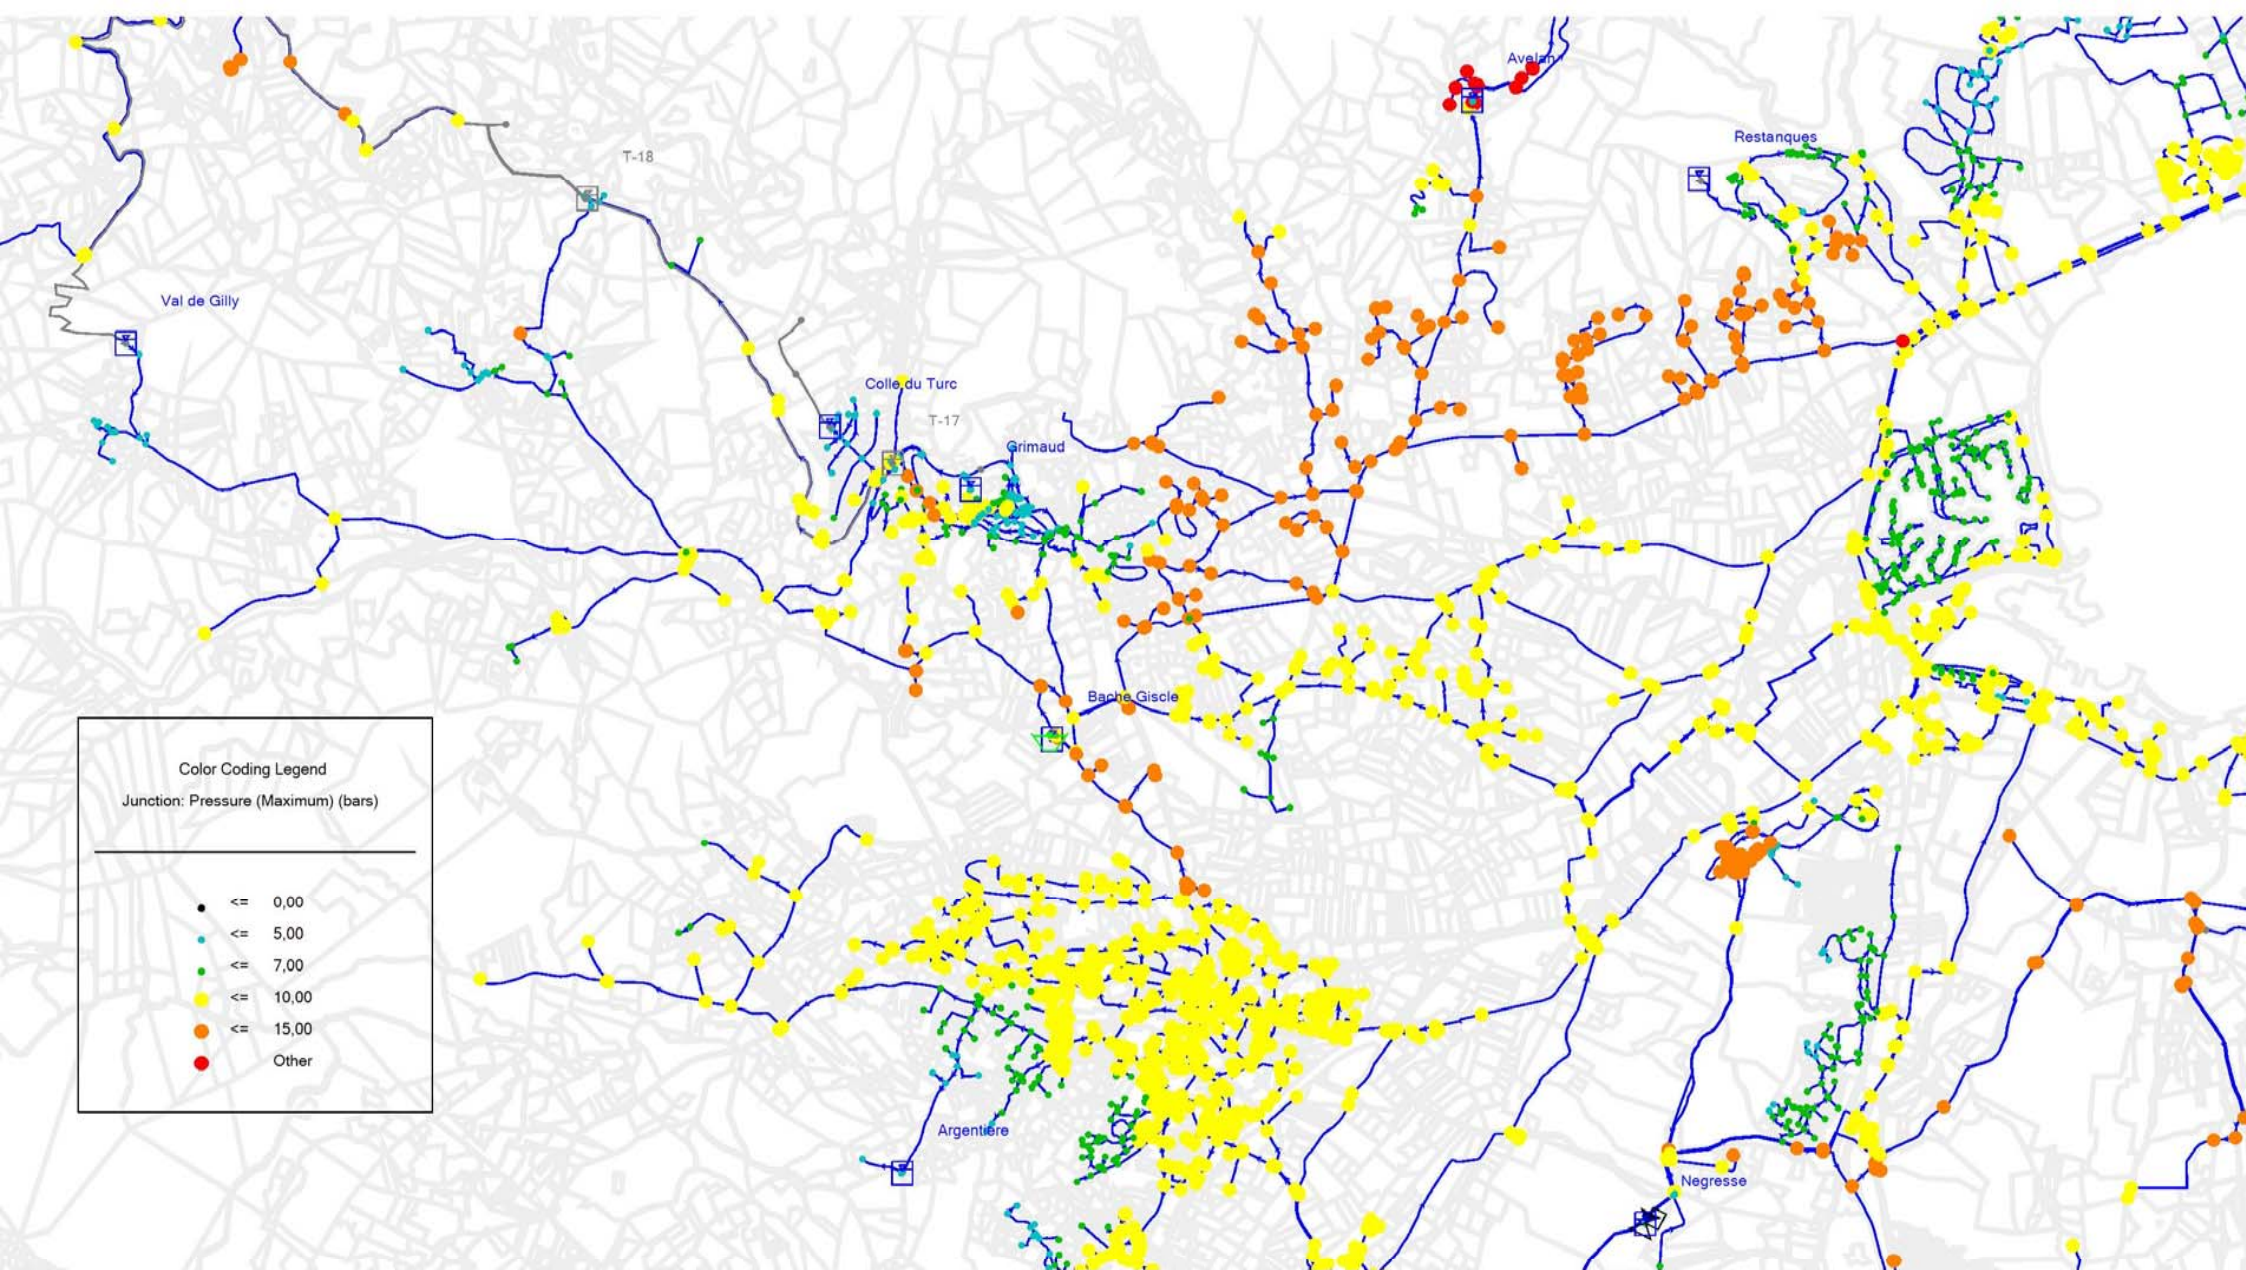 Avelan
Restanques
T-18
Val de Gilly
Colle du Turc
T-17
Grimaud
Bache Giscle
Color Coding Legend
Junction: Pressure (Maximum) (bars)
<= 0,00
<= 5,00
<= 7,00
<= 10,00
<= 15,00
Other
Argentiere
Negresse